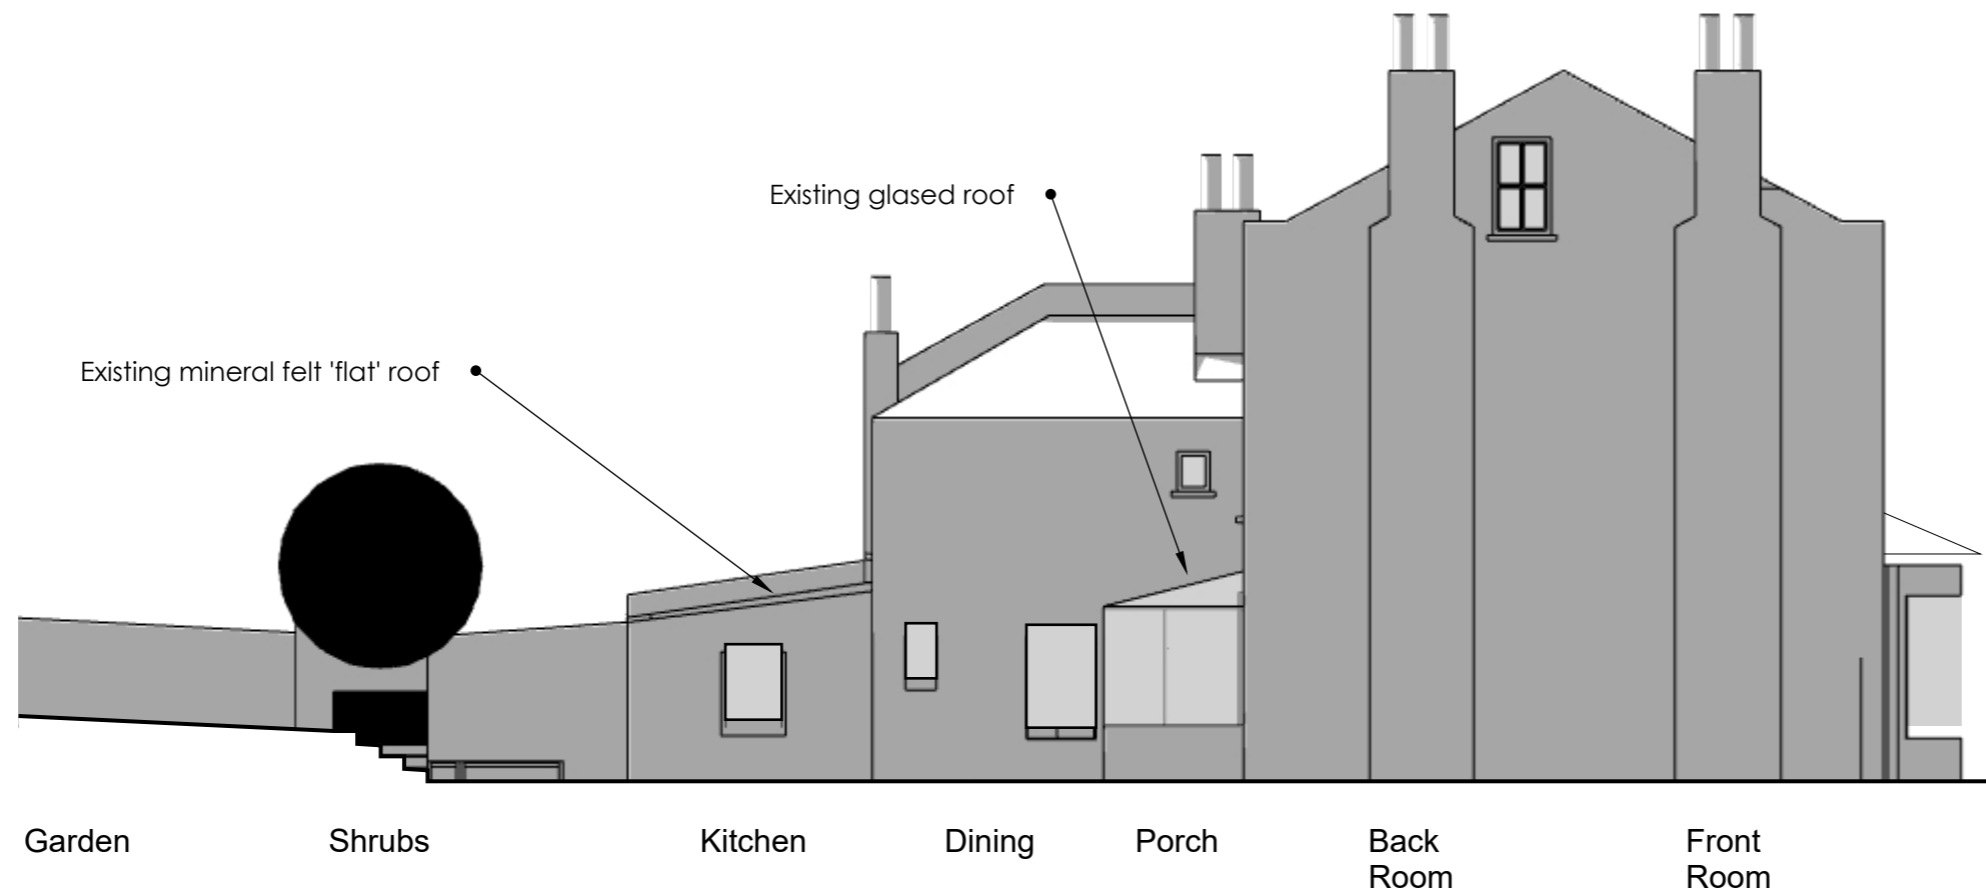 Existing glased roof
Existing mineral felt 'flat' roof
Garden
Shrubs
Kitchen
Dining
Porch
Back
Room
Front
Room